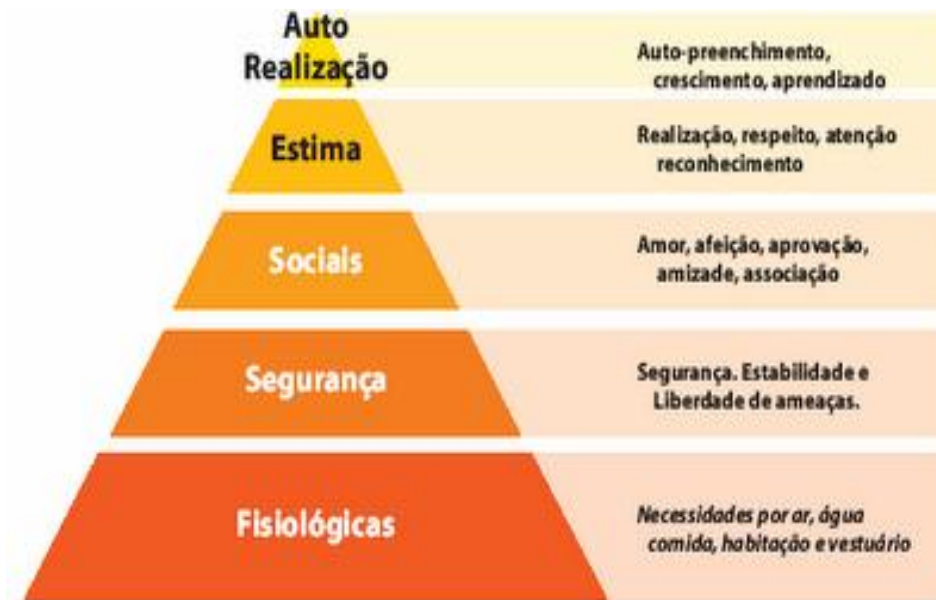 Auto
Realização
Auto-preenchimento,
crescimento, aprendizado
Estima
Realização, respeito, atenção
reconhecimento
Sociais
Amor, afeição, aprovação,
amizade, associação
Segurança
Segurança. Estabilidade e
Liberdade de ameaças.
Fisiológicas
Necessidades por ar, água
comida, habitação e vestuário